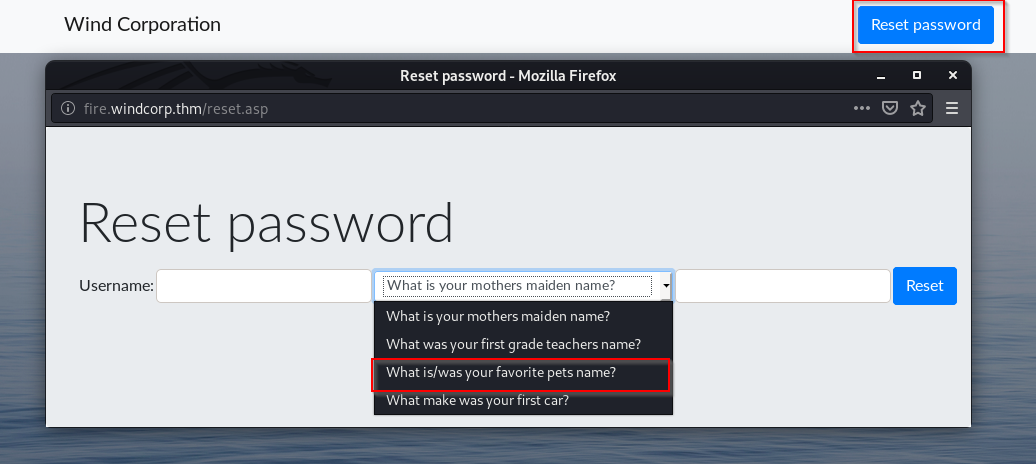 Wind Corporation
Reset password
Reset password - Mozilla Firefox
fire.windcorp.thm/reset.asp
Reset password
Username:
What is your mothers maiden name?
Reset
What is your mothers maiden name?
What was your first grade teachers name?
What is/was your favorite pets name?
What make was your first car?